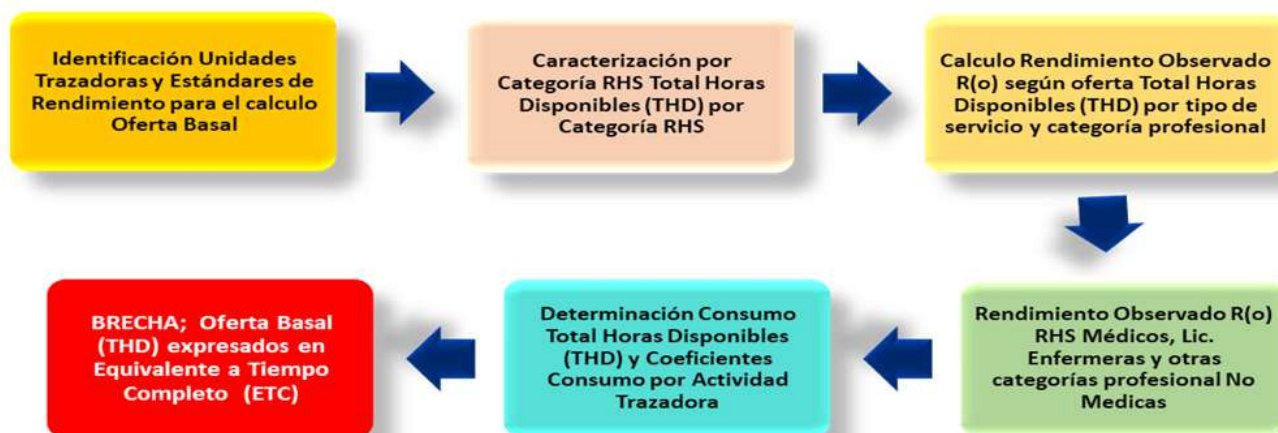 Identificación Unidades
Trazadoras y Estándares de
Rendimiento para el calculo
Oferta Basal
Caracterización por
Categoría RHS Total Horas
Disponibles (THD) por
Categoría RHS
Calculo Rendimiento Observado
R(o) según oferta Total Horas
Disponibles (THD) por tipo de
servicio y categoría profesional
Rendimiento Observado R(o)
RHS Médicos, Lic.
Enfermeras y otras
categorías profesional No
Medicas
Determinación Consumo
Total Horas Disponibles
(THD) y Coeficientes
Consumo por Actividad
Trazadora
BRECHA; Oferta Basal
(THD) expresados en
Equivalente a Tiempo
Completo (ETC)